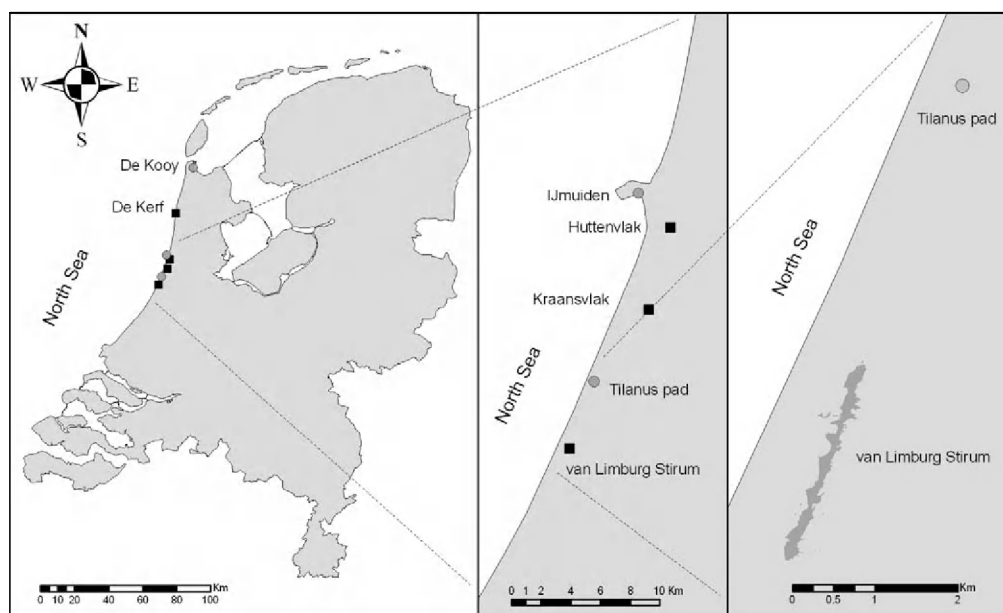 N
W E
S
De Kooy
De Kerf
North Sea
0 10 20 40 60 80 100 Km
IJmuiden
Huttenvlak
Kraansvlak
North Sea
Tilanus pad
van Limburg Stirum
0 1 2 4 6 8 10 Km
Tilanus pad
North Sea
van Limburg Stirum
0 0.5 1 2 Km